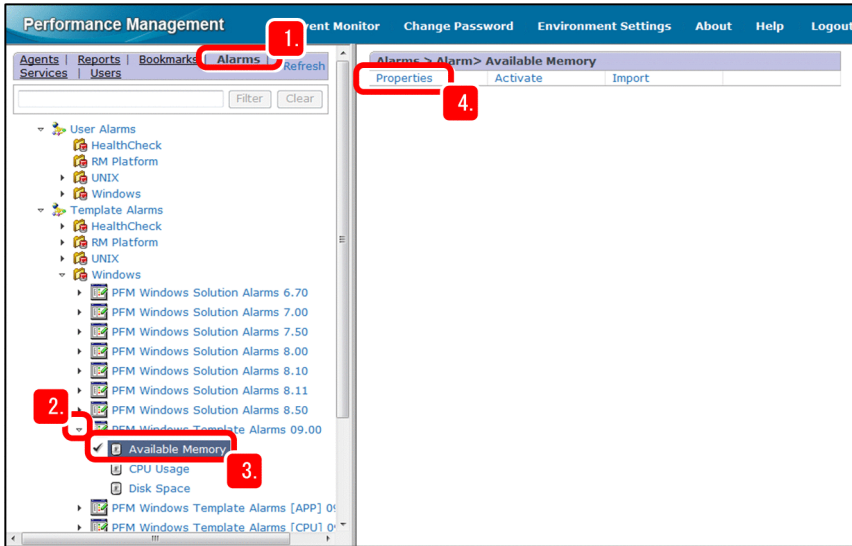 Performance Management
vent Monitor Change Password Environment Settings About Help Logout
1.
Agents | Reports | Bookmarks | Alarms | Refresh
Services | Users
Filter Clear
Alarms > Alarm> Available Memory
Properties Activate Import
4.
User Alarms
HealthCheck
RM Platform
UNIX
Windows
Template Alarms
HealthCheck
RM Platform
UNIX
Windows
PFM Windows Solution Alarms 6.70
PFM Windows Solution Alarms 7.00
PFM Windows Solution Alarms 7.50
PFM Windows Solution Alarms 8.00
PFM Windows Solution Alarms 8.10
PFM Windows Solution Alarms 8.11
PFM Windows Solution Alarms 8.50
2.
PFM Windows Template Alarms 09.00
Available Memory
3.
CPU Usage
Disk Space
PFM Windows Template Alarms [APP] 09
PFM Windows Template Alarms [CPU] 0